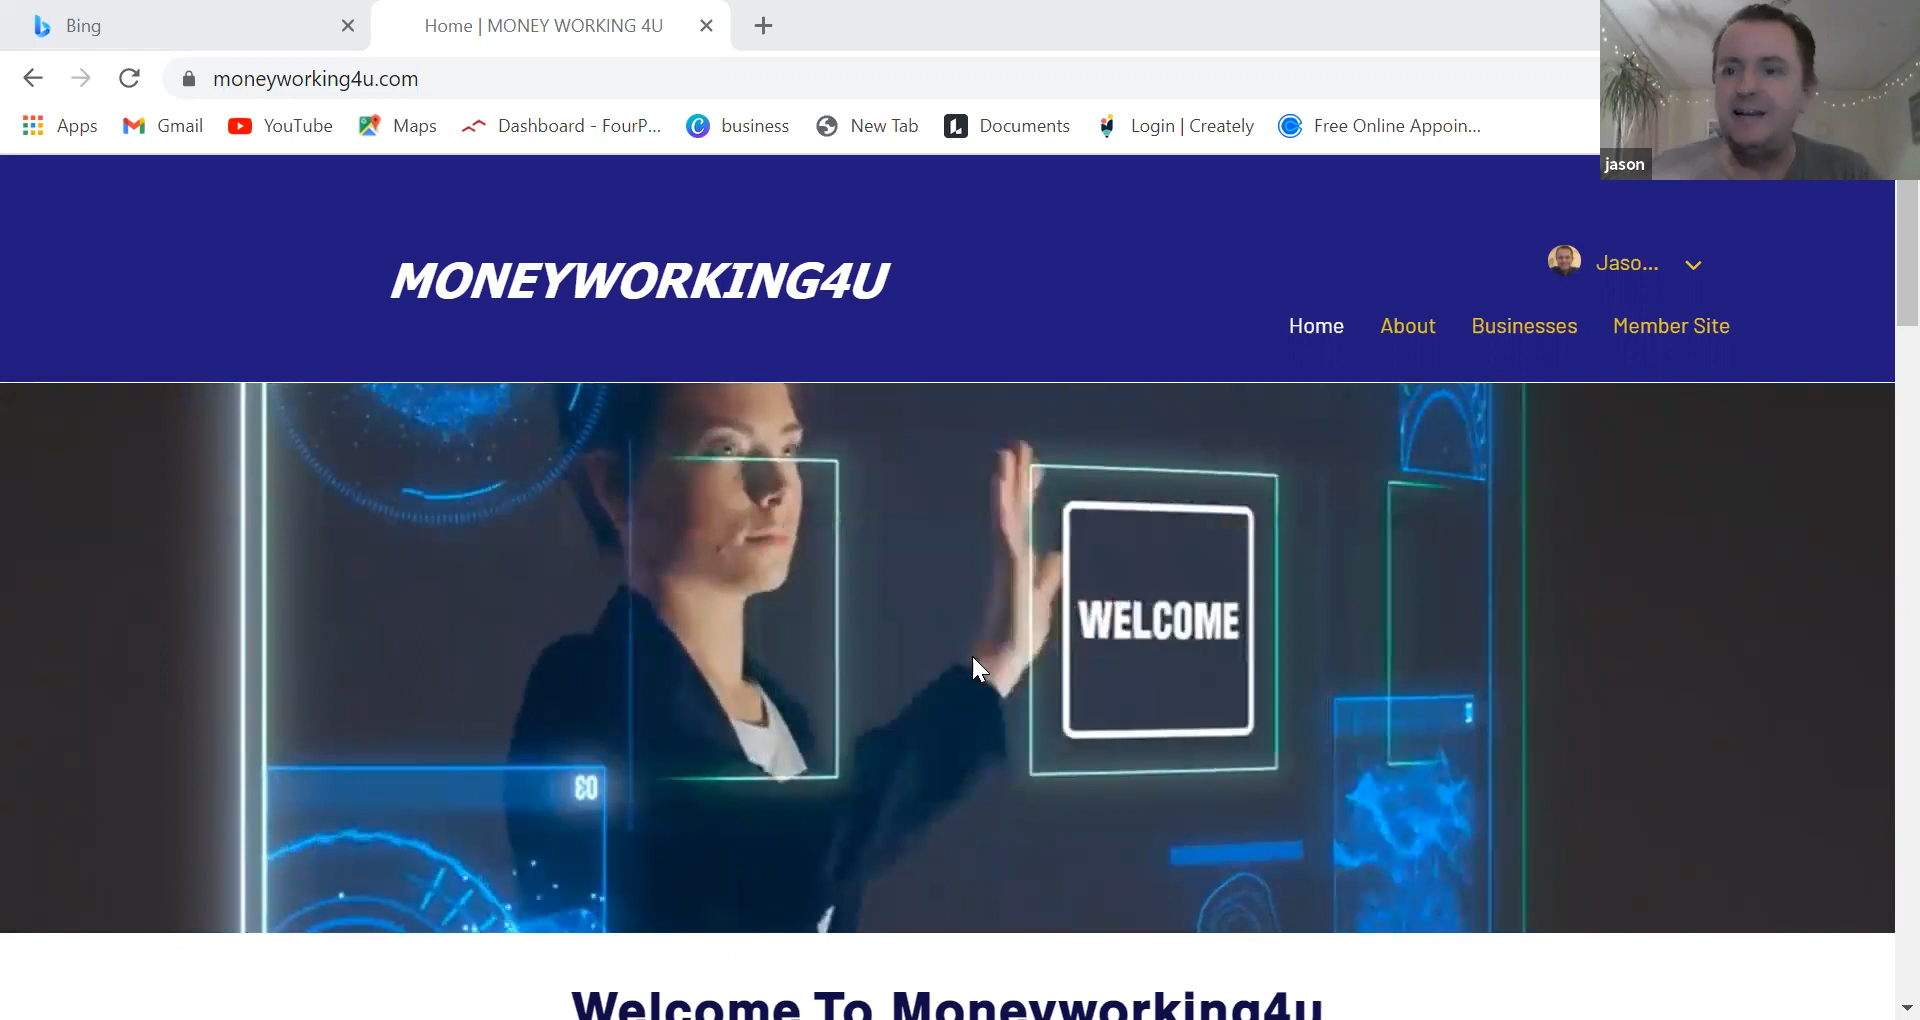 Bing
Home | MONEY WORKING 4U
moneyworking4u.com
Apps Gmail YouTube Maps Dashboard - FourP... business New Tab Documents Login | Creately Free Online Appoin...
jason
MONEYWORKING4U
Jaso...
Home About Businesses Member Site
WELCOME
03
Welcome To Moneyworking4u